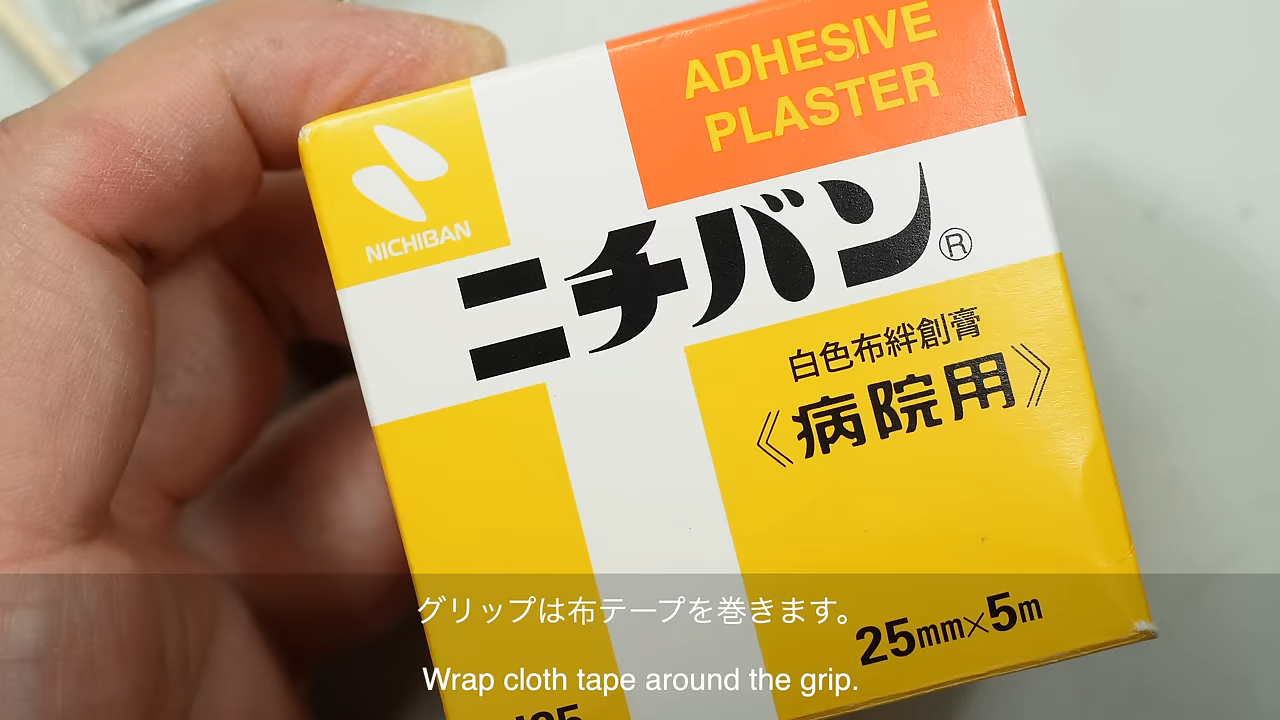 ADHESIVE
PLASTER
NICHIBAN
ニチバン®
白色布絆創膏
《病院用》
25mm×5m
グリップは布テープを巻きます。
Wrap cloth tape around the grip.